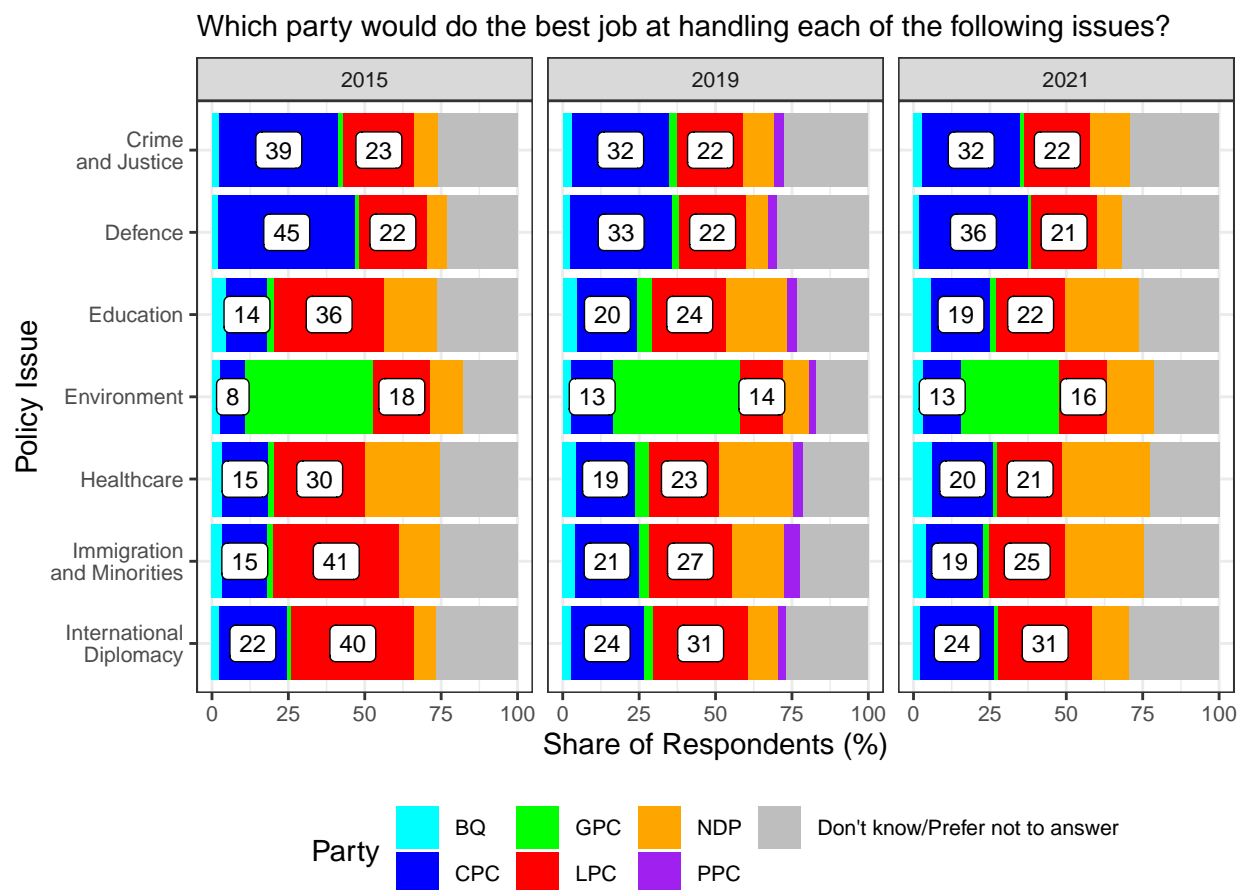 Which party would do the best job at handling each of the following issues?
2015
2019
2021
Policy Issue
Crime
and Justice
39
23
32
22
32
22
Defence
45
22
33
22
36
21
Education
14
36
20
24
19
22
Environment
8
18
13
14
13
16
Healthcare
15
30
19
23
20
21
Immigration
and Minorities
15
41
21
27
19
25
International
Diplomacy
22
40
24
31
24
31
0 25 50 75 100
0 25 50 75 100
0 25 50 75 100
Share of Respondents (%)
Party
BQ
GPC
NDP
Don't know/Prefer not to answer
CPC
LPC
PPC